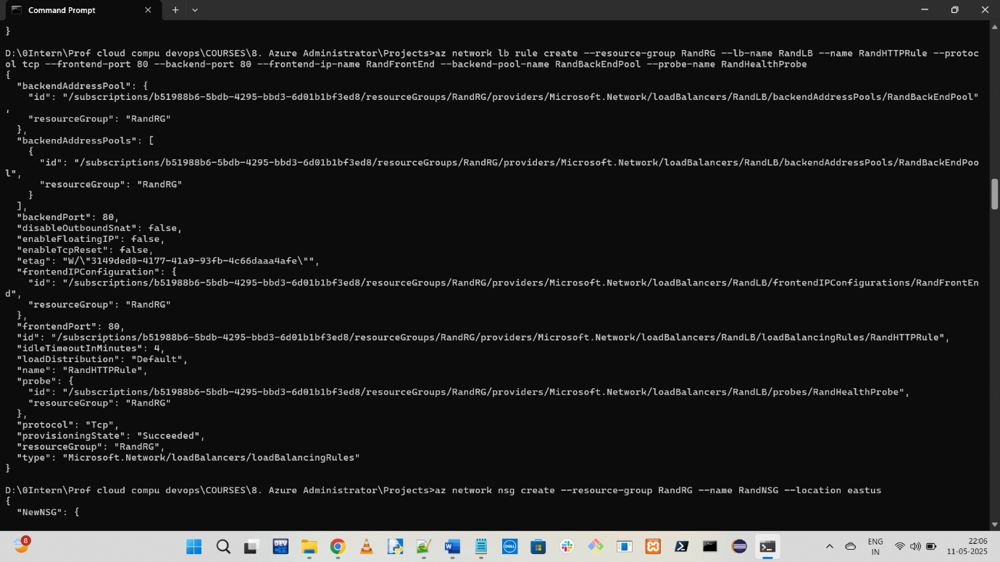 Command Prompt
}
D:\0Intern\Prof cloud compu devops\COURSES\8. Azure Administrator\Projects>az network lb rule create --resource-group RandRG --lb-name RandLB --name RandHTTPRule --protoc
ol tcp --frontend-port 80 --backend-port 80 --frontend-ip-name RandFrontEnd --backend-pool-name RandBackEndPool --probe-name RandHealthProbe
{
  "backendAddressPool": {
    "id": "/subscriptions/b51988b6-5bdb-4295-bbd3-6d01b1bf3ed8/resourceGroups/RandRG/providers/Microsoft.Network/loadBalancers/RandLB/backendAddressPools/RandBackEndPool"
,
    "resourceGroup": "RandRG"
  },
  "backendAddressPools": [
    {
      "id": "/subscriptions/b51988b6-5bdb-4295-bbd3-6d01b1bf3ed8/resourceGroups/RandRG/providers/Microsoft.Network/loadBalancers/RandLB/backendAddressPools/RandBackEndPoo
l",
      "resourceGroup": "RandRG"
    }
  ],
  "backendPort": 80,
  "disableOutboundSnat": false,
  "enableFloatingIP": false,
  "enableTcpReset": false,
  "etag": "W/\"3149ded0-4177-41a9-93fb-4c66daaa4afe\"",
  "frontendIPConfiguration": {
    "id": "/subscriptions/b51988b6-5bdb-4295-bbd3-6d01b1bf3ed8/resourceGroups/RandRG/providers/Microsoft.Network/loadBalancers/RandLB/frontendIPConfigurations/RandFrontEn
d",
    "resourceGroup": "RandRG"
  },
  "frontendPort": 80,
  "id": "/subscriptions/b51988b6-5bdb-4295-bbd3-6d01b1bf3ed8/resourceGroups/RandRG/providers/Microsoft.Network/loadBalancers/RandLB/loadBalancingRules/RandHTTPRule",
  "idleTimeoutInMinutes": 4,
  "loadDistribution": "Default",
  "name": "RandHTTPRule",
  "probe": {
    "id": "/subscriptions/b51988b6-5bdb-4295-bbd3-6d01b1bf3ed8/resourceGroups/RandRG/providers/Microsoft.Network/loadBalancers/RandLB/probes/RandHealthProbe",
    "resourceGroup": "RandRG"
  },
  "protocol": "Tcp",
  "provisioningState": "Succeeded",
  "resourceGroup": "RandRG",
  "type": "Microsoft.Network/loadBalancers/loadBalancingRules"
}
D:\0Intern\Prof cloud compu devops\COURSES\8. Azure Administrator\Projects>az network nsg create --resource-group RandRG --name RandNSG --location eastus
{
  "NewNSG": {
8
DEV
C++
DELL
ENG
IN
22:06
11-05-2025